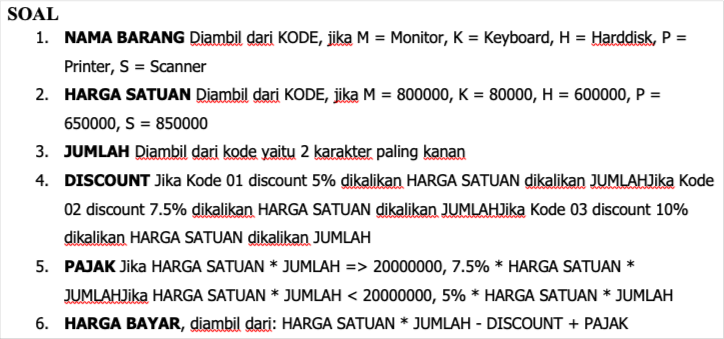 SOAL
1. NAMA BARANG Diambil dari KODE, jika M = Monitor, K = Keyboard, H = Harddisk, P =
Printer, S = Scanner
2. HARGA SATUAN Diambil dari KODE, jika M = 800000, K = 80000, H = 600000, P =
650000, S = 850000
3. JUMLAH Diambil dari kode yaitu 2 karakter paling kanan
4. DISCOUNT Jika Kode 01 discount 5% dikalikan HARGA SATUAN dikalikan JUMLAHJika Kode
02 discount 7.5% dikalikan HARGA SATUAN dikalikan JUMLAHJika Kode 03 discount 10%
dikalikan HARGA SATUAN dikalikan JUMLAH
5. PAJAK Jika HARGA SATUAN * JUMLAH => 20000000, 7.5% * HARGA SATUAN *
JUMLAHJika HARGA SATUAN * JUMLAH < 20000000, 5% * HARGA SATUAN * JUMLAH
6. HARGA BAYAR, diambil dari: HARGA SATUAN * JUMLAH - DISCOUNT + PAJAK